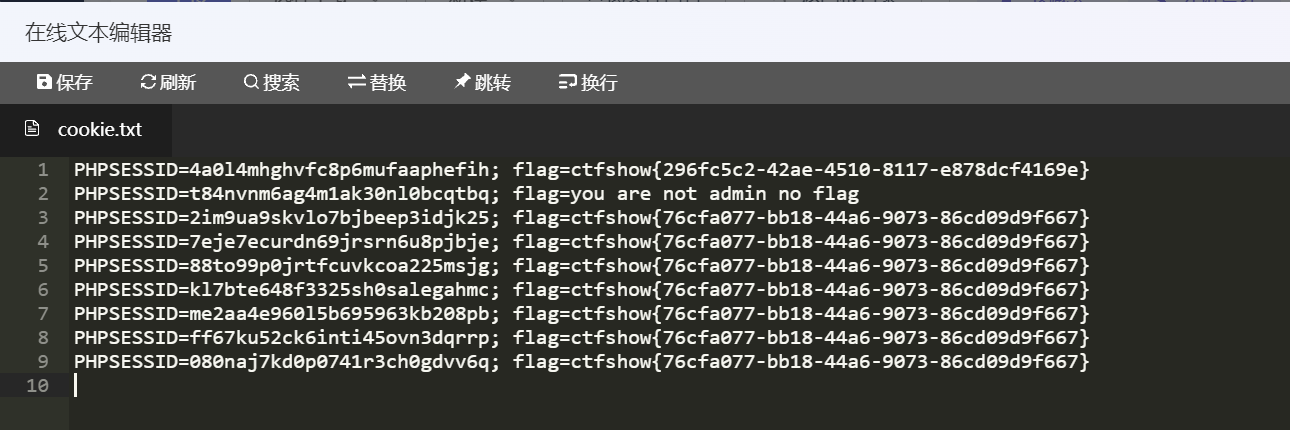 在线文本编辑器
保存 刷新 搜索 替换 跳转 换行
cookie.txt
1 PHPSESSID=4a0l4mhghvfc8p6mufaaphefih; flag=ctfshow{296fc5c2-42ae-4510-8117-e878dcf4169e}
2 PHPSESSID=t84nvnm6ag4m1ak30nl0bcqtbq; flag=you are not admin no flag
3 PHPSESSID=2im9ua9skvlo7bjbeep3idjk25; flag=ctfshow{76cfa077-bb18-44a6-9073-86cd09d9f667}
4 PHPSESSID=7eje7ecurdn69jrsrn6u8pjbje; flag=ctfshow{76cfa077-bb18-44a6-9073-86cd09d9f667}
5 PHPSESSID=88to99p0jrtfcuvkcoa225msjg; flag=ctfshow{76cfa077-bb18-44a6-9073-86cd09d9f667}
6 PHPSESSID=kl7bte648f3325sh0salegahmc; flag=ctfshow{76cfa077-bb18-44a6-9073-86cd09d9f667}
7 PHPSESSID=me2aa4e960l5b695963kb208pb; flag=ctfshow{76cfa077-bb18-44a6-9073-86cd09d9f667}
8 PHPSESSID=ff67ku52ck6inti45ovn3dqrrp; flag=ctfshow{76cfa077-bb18-44a6-9073-86cd09d9f667}
9 PHPSESSID=080naj7kd0p0741r3ch0gdvv6q; flag=ctfshow{76cfa077-bb18-44a6-9073-86cd09d9f667}
10